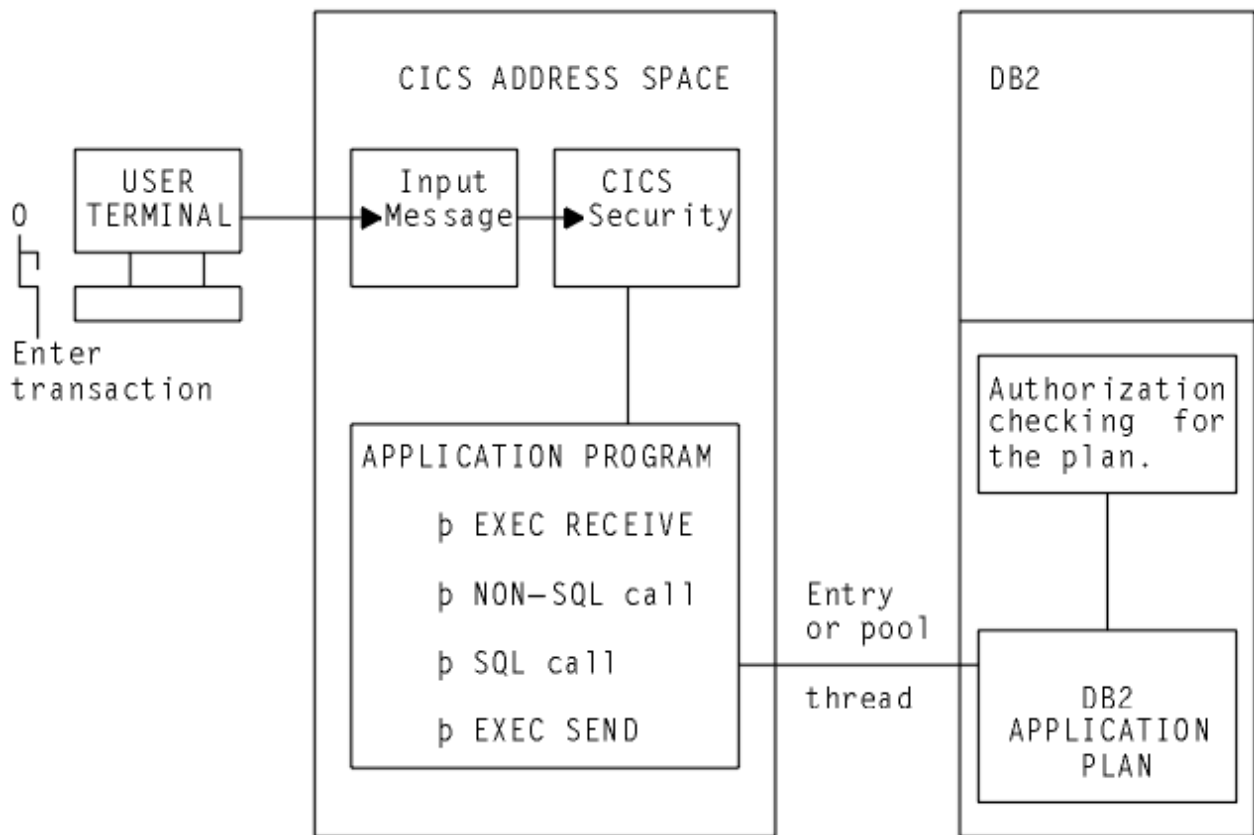 CICS ADDRESS SPACE
DB2
USER
TERMINAL
O
Enter
transaction
Input
Message
CICS
Security
APPLICATION PROGRAM
þ EXEC RECEIVE
þ NON—SQL call
þ SQL call
þ EXEC SEND
Entry
or pool
thread
Authorization
checking for
the plan.
DB2
APPLICATION
PLAN